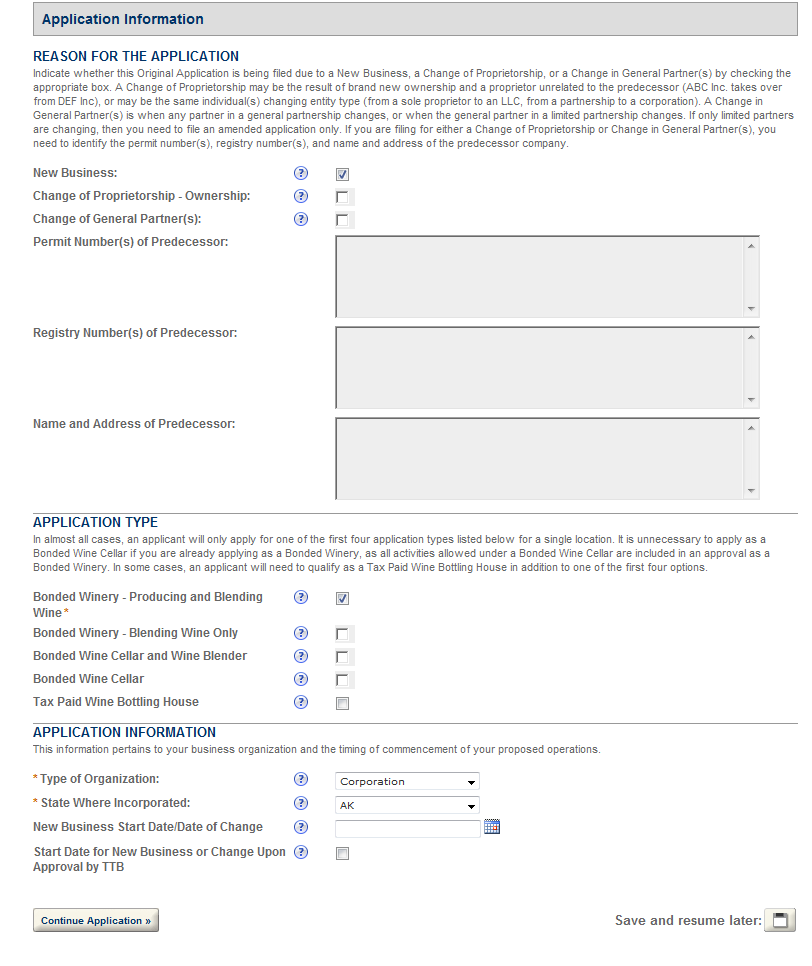 Application Information
REASON FOR THE APPLICATION
Indicate whether this Original Application is being filed due to a New Business, a Change of Proprietorship, or a Change in General Partner(s) by checking the
appropriate box. A Change of Proprietorship may be the result of brand new ownership and a proprietor unrelated to the predecessor (ABC Inc. takes over
from DEF Inc), or may be the same individual(s) changing entity type (from a sole proprietor to an LLC, from a partnership to a corporation). A Change in
General Partner(s) is when any partner in a general partnership changes, or when the general partner in a limited partnership changes. If only limited partners
are changing, then you need to file an amended application only. If you are filing for either a Change of Proprietorship or Change in General Partner(s), you
need to identify the permit number(s), registry number(s), and name and address of the predecessor company.
New Business: ?
Change of Proprietorship - Ownership: ?
Change of General Partner(s): ?
Permit Number(s) of Predecessor:
Registry Number(s) of Predecessor:
Name and Address of Predecessor:
APPLICATION TYPE
In almost all cases, an applicant will only apply for one of the first four application types listed below for a single location. It is unnecessary to apply as a
Bonded Wine Cellar if you are already applying as a Bonded Winery, as all activities allowed under a Bonded Wine Cellar are included in an approval as a
Bonded Winery. In some cases, an applicant will need to qualify as a Tax Paid Wine Bottling House in addition to one of the first four options.
Bonded Winery - Producing and Blending ?
Wine *
Bonded Winery - Blending Wine Only ?
Bonded Wine Cellar and Wine Blender ?
Bonded Wine Cellar ?
Tax Paid Wine Bottling House ?
APPLICATION INFORMATION
This information pertains to your business organization and the timing of commencement of your proposed operations.
* Type of Organization: ? Corporation
* State Where Incorporated: ? AK
New Business Start Date/Date of Change ?
Start Date for New Business or Change Upon ?
Approval by TTB
Continue Application » Save and resume later: